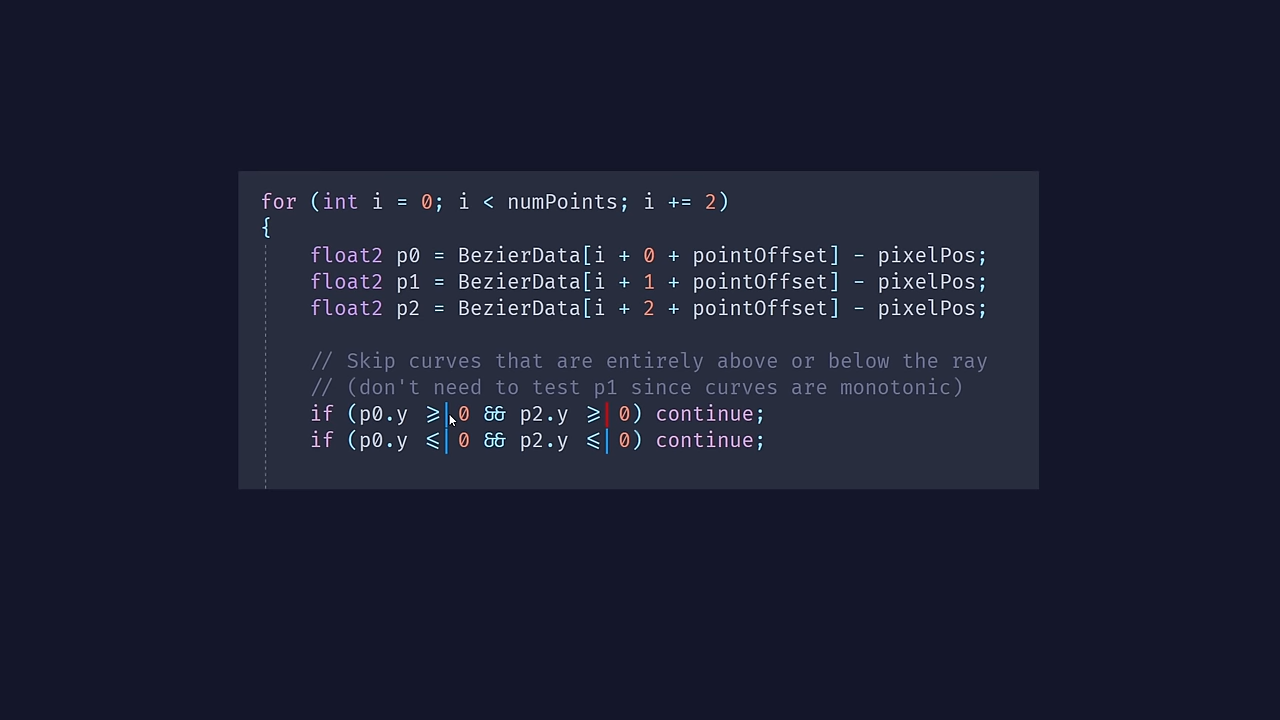 for (int i = 0; i < numPoints; i += 2)
{
    float2 p0 = BezierData[i + 0 + pointOffset] - pixelPos;
    float2 p1 = BezierData[i + 1 + pointOffset] - pixelPos;
    float2 p2 = BezierData[i + 2 + pointOffset] - pixelPos;
    // Skip curves that are entirely above or below the ray
    // (don't need to test p1 since curves are monotonic)
    if (p0.y >= 0 && p2.y >= 0) continue;
    if (p0.y <= 0 && p2.y <= 0) continue;